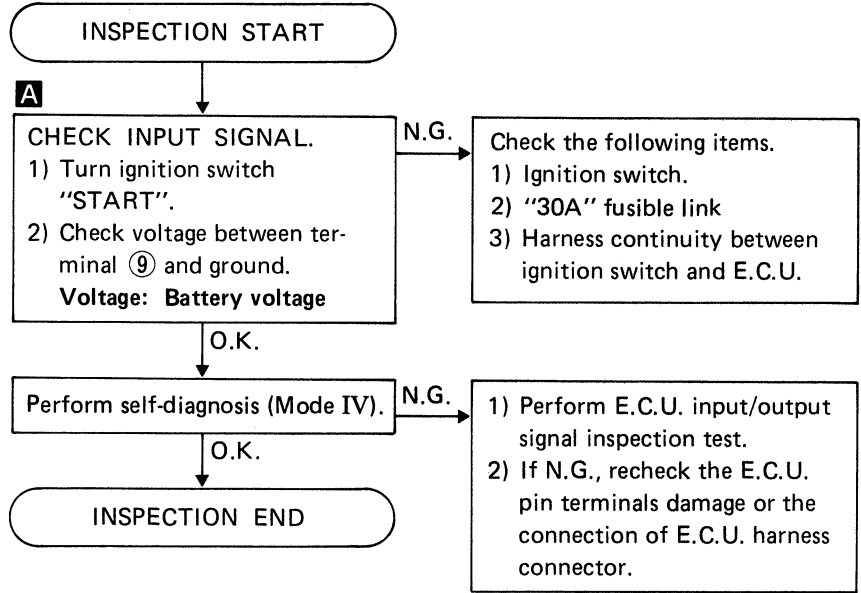 INSPECTION START
A
CHECK INPUT SIGNAL.
1) Turn ignition switch
"START".
2) Check voltage between ter-
minal ⑨ and ground.
Voltage: Battery voltage
N.G.
Check the following items.
1) Ignition switch.
2) "30A" fusible link
3) Harness continuity between
ignition switch and E.C.U.
O.K.
Perform self-diagnosis (Mode IV).
N.G.
1) Perform E.C.U. input/output
signal inspection test.
2) If N.G., recheck the E.C.U.
pin terminals damage or the
connection of E.C.U. harness
connector.
O.K.
INSPECTION END